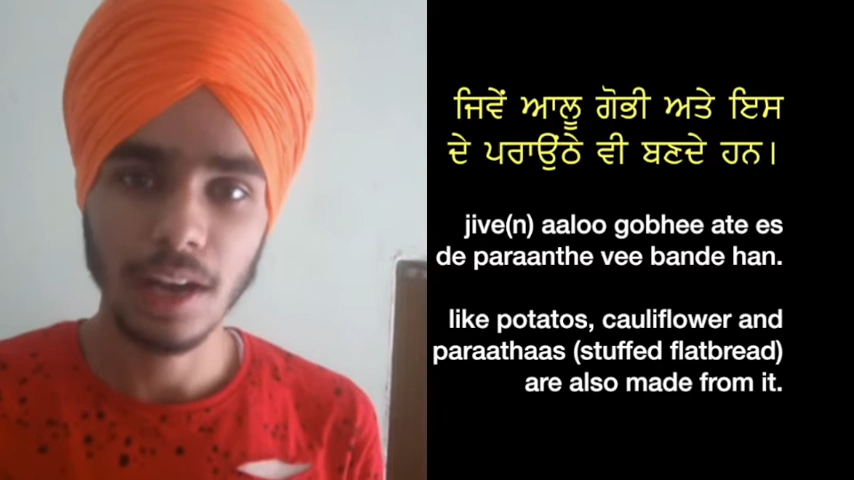 ਜਿਵੇਂ ਆਲੂ ਗੋਭੀ ਅਤੇ ਇਸ
ਦੇ ਪਰਾਉਂਠੇ ਵੀ ਬਣਦੇ ਹਨ।
jive(n) aaloo gobhee ate es
de paraanthe vee bande han.
like potatos, cauliflower and
paraathaas (stuffed flatbread)
are also made from it.